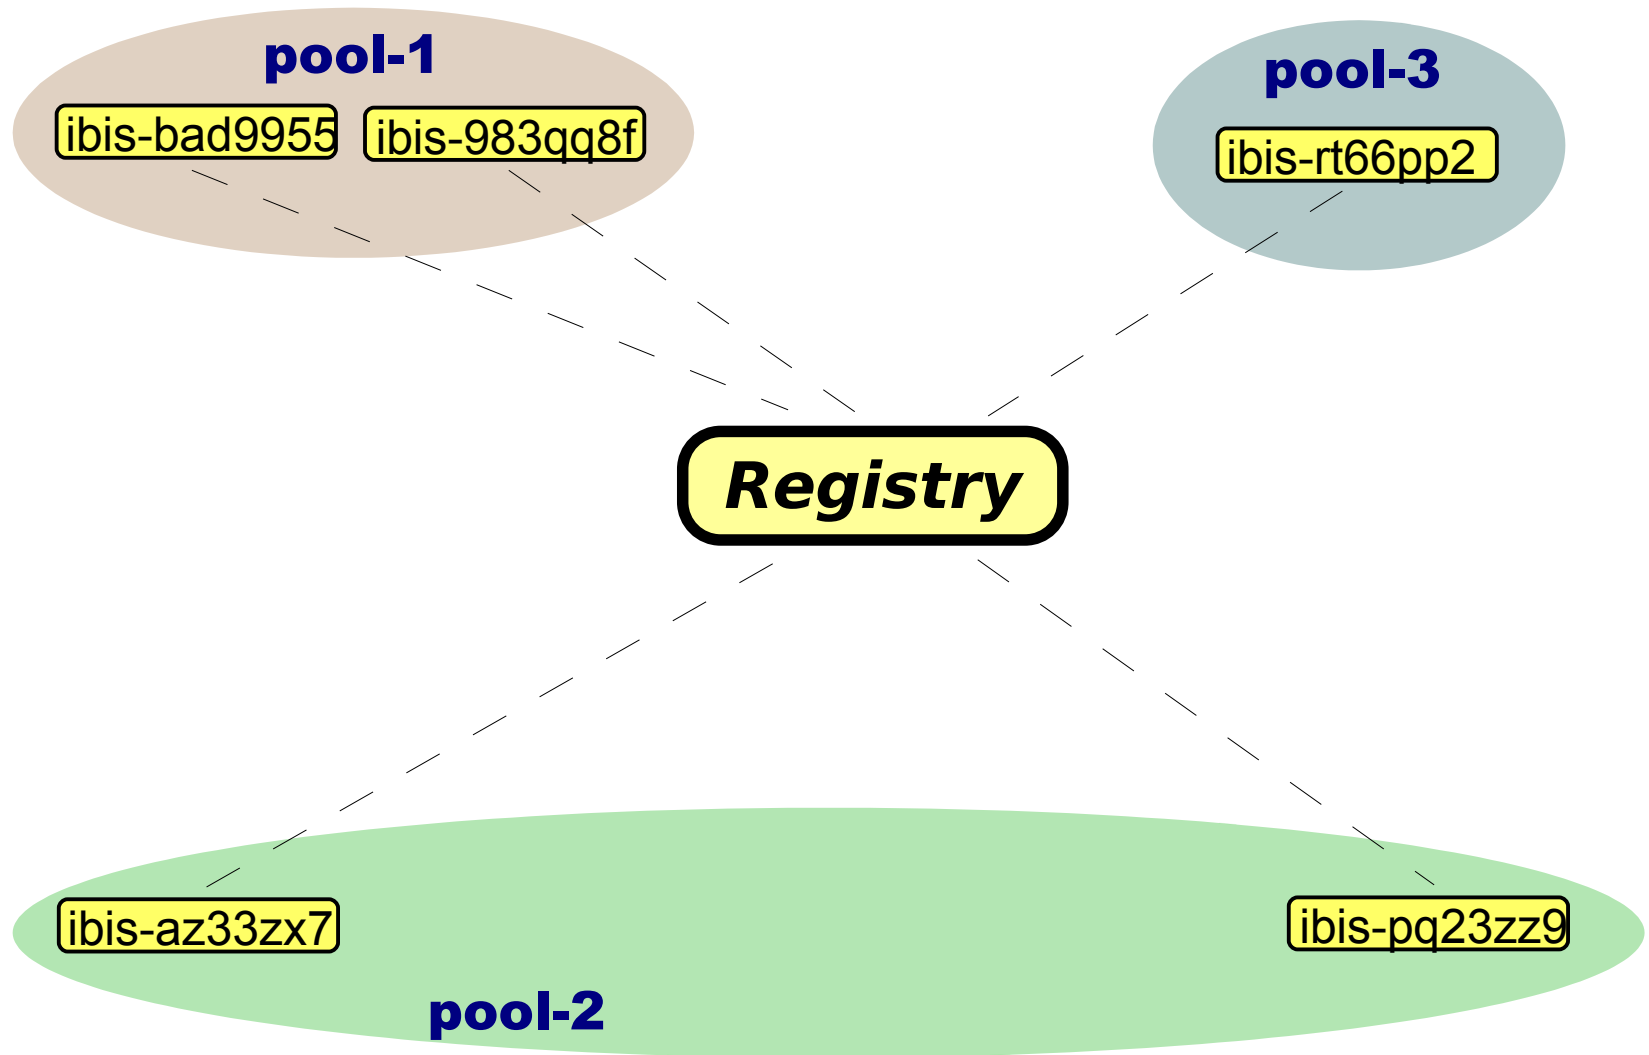 pool-1
ibis-bad9955
ibis-983qq8f
pool-3
ibis-rt66pp2
Registry
ibis-az33zx7
ibis-pq23zz9
pool-2